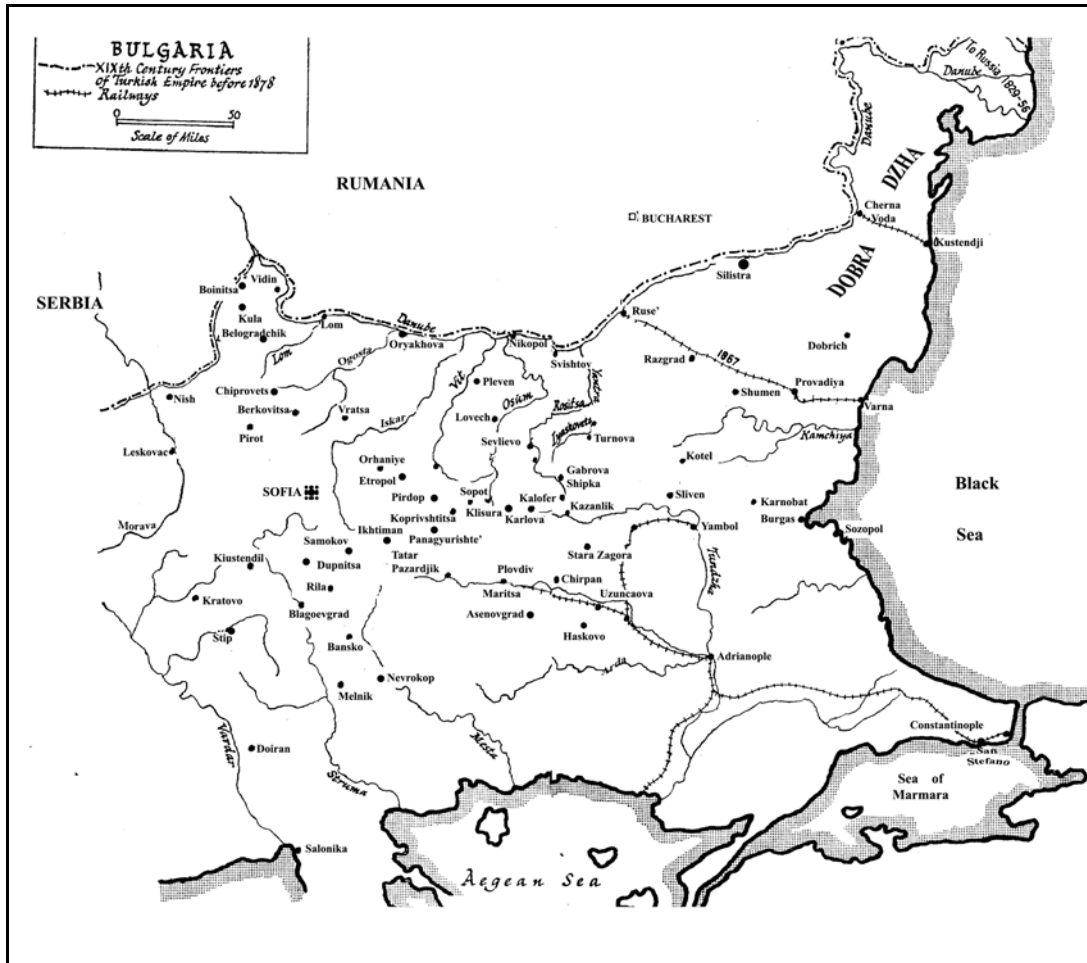 BULGARIA
XIXth Century Frontiers
of Turkish Empire before 1878
Railways
0 50
Scale of Miles
To Russia 1829-56
Danube
Danube
RUMANIA
DZHA
BUCHAREST
Cherna
Voda
Kustendji
Silistra
DOBRA
Vidin
Boinitsa
SERBIA
Kula
Belogradchik
Lom
Danube
Oryakhova
Nikopol
Ruse'
Svishtov
Lom
Ogosta
Vit
Yantra
Razgrad
1867
Dobrich
Chiprovets
Nish
Pleven
Osüm
Rositsa
Shumen
Provadiya
Varna
Berkovitsa
Vratsa
Iskar
Lovech
Lyaskovets
Kamchiya
Pirot
Turnova
Leskovac
Sevlievo
Kotel
Orhaniye
Etropol
Gabrova
Shipka
SOFIA
Pirdop
Sopot
Kalofer
Kazanlik
Sliven
Karnobat
Black
Koprivshtitsa
Klisura
Karlova
Burgas
Morava
Ikhtiman
Panagyurishte'
Yambol
Sozopol
Sea
Samokov
Kiustendil
Dupnitsa
Tatar
Pazardjik
Stara Zagora
Tundzha
Rila
Plovdiv
Chirpan
Kratovo
Maritsa
Uzuncaova
Blagoevgrad
Asenovgrad
Haskovo
Stip
Bansko
Adrianople
Arda
Nevrokop
Melnik
Vardar
Doiran
Mesta
Constantinople
San
Stefano
Struma
Sea of
Marmara
Salonika
Aegean Sea